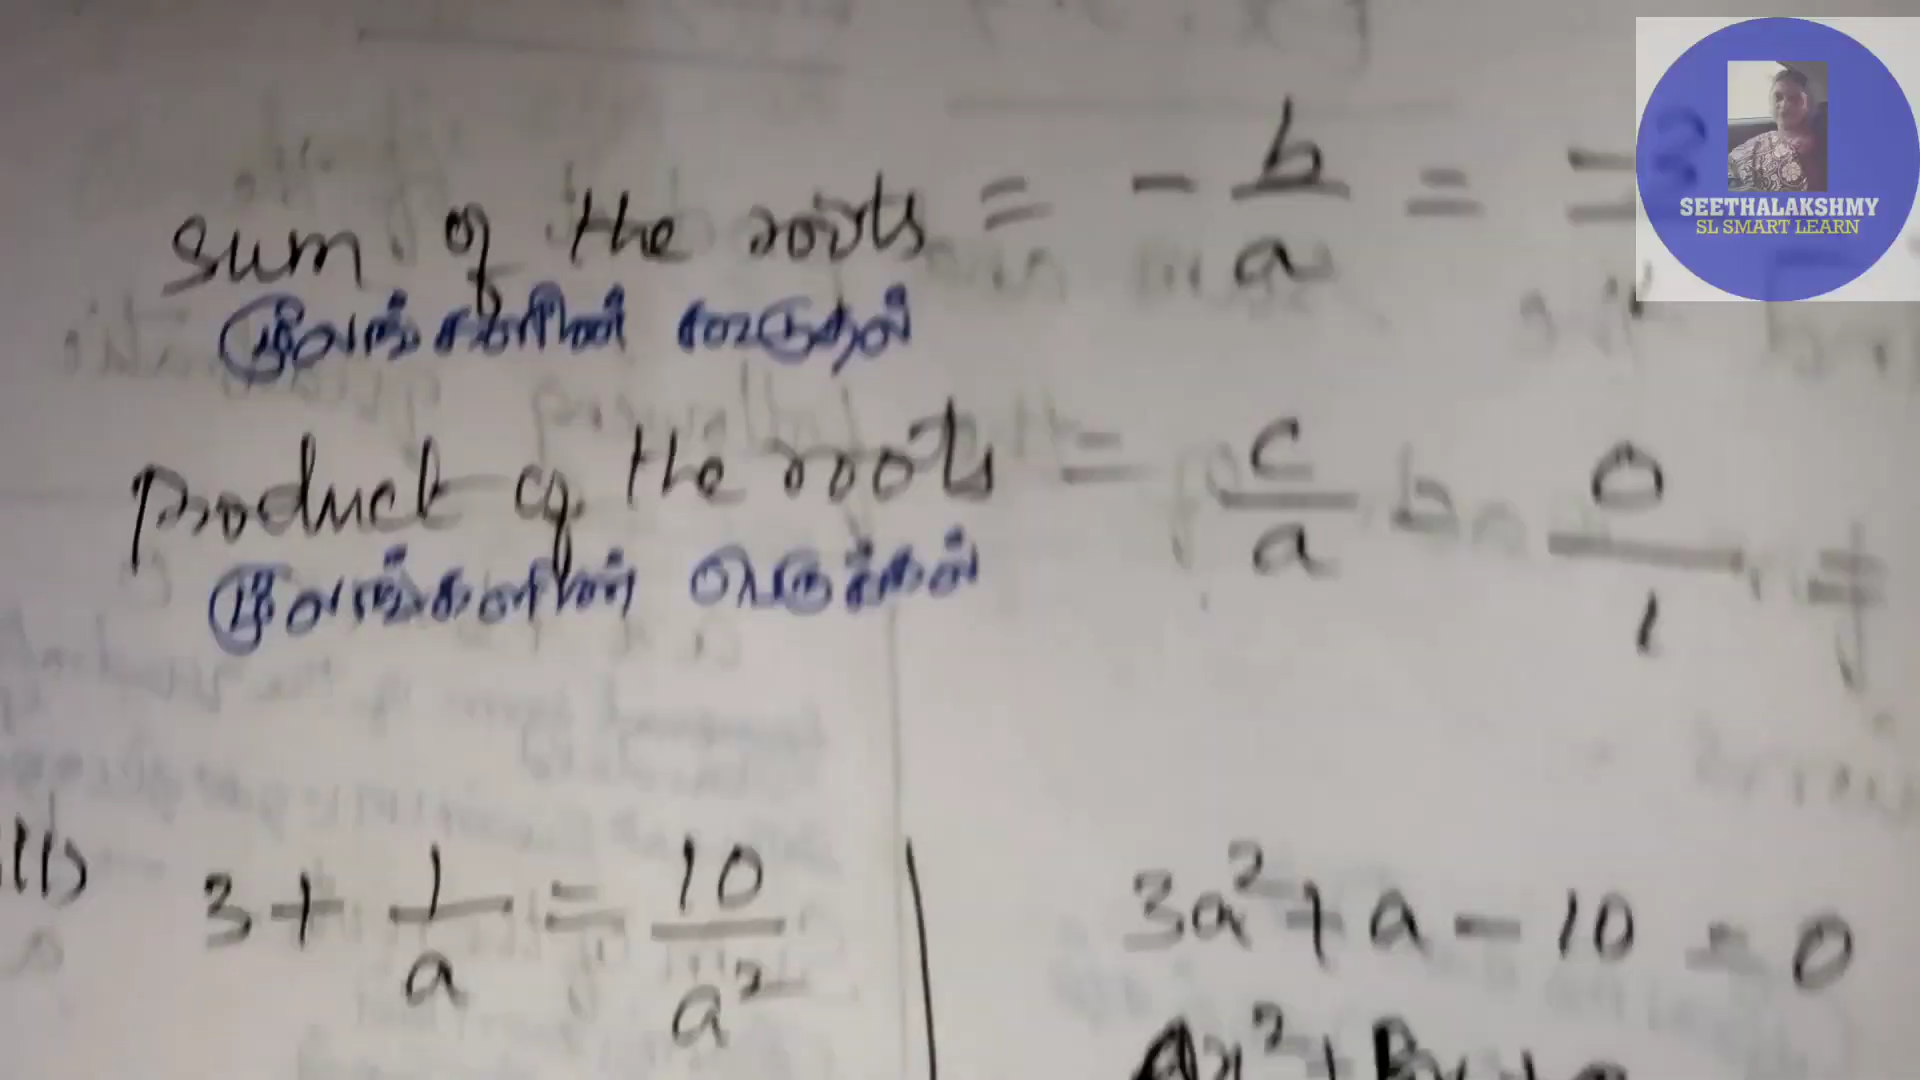 sum of the roots = - b/a = -3
மூலங்களின் கூடுதல்
product of the roots = c/a = 0/1 =
மூலங்களின் பெருக்கல்
3 + 1/a = 10/a²
3a² + a - 10 = 0
SEETHALAKSHMY
SL SMART LEARN